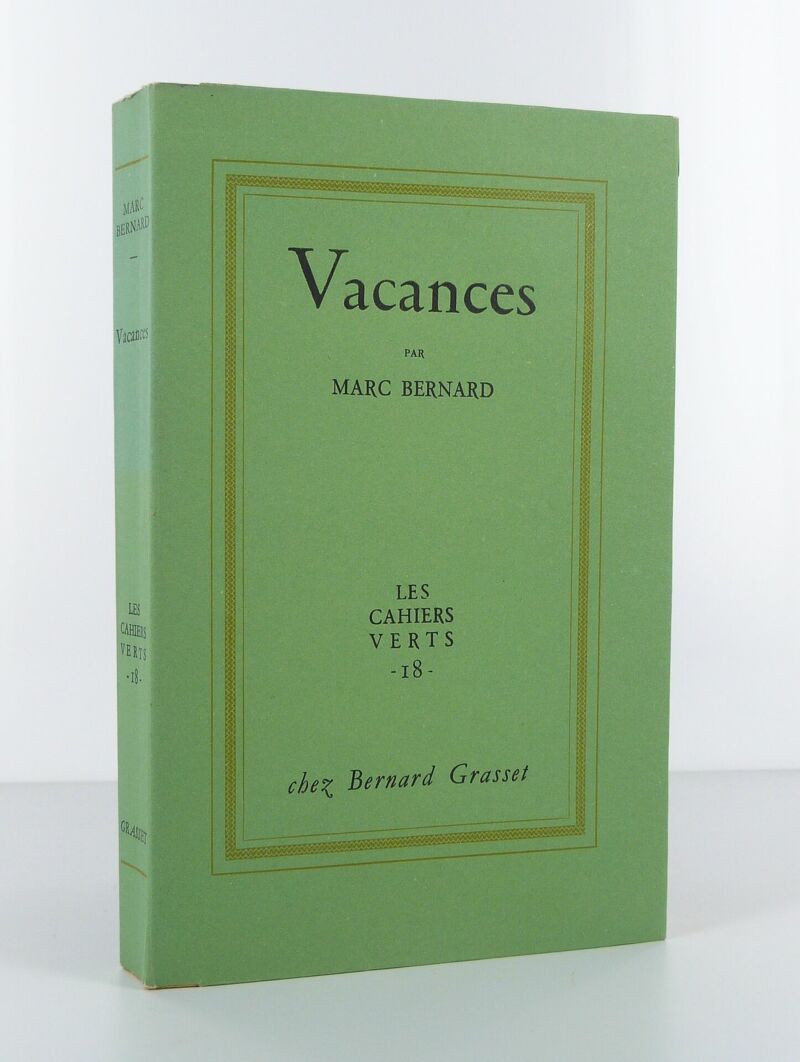 MARC
BERNARD
Vacances
LES
CAHIERS
VERTS
-18-
GRASSET
Vacances
PAR
MARC BERNARD
LES
CAHIERS
VERTS
-18-
chez Bernard Grasset